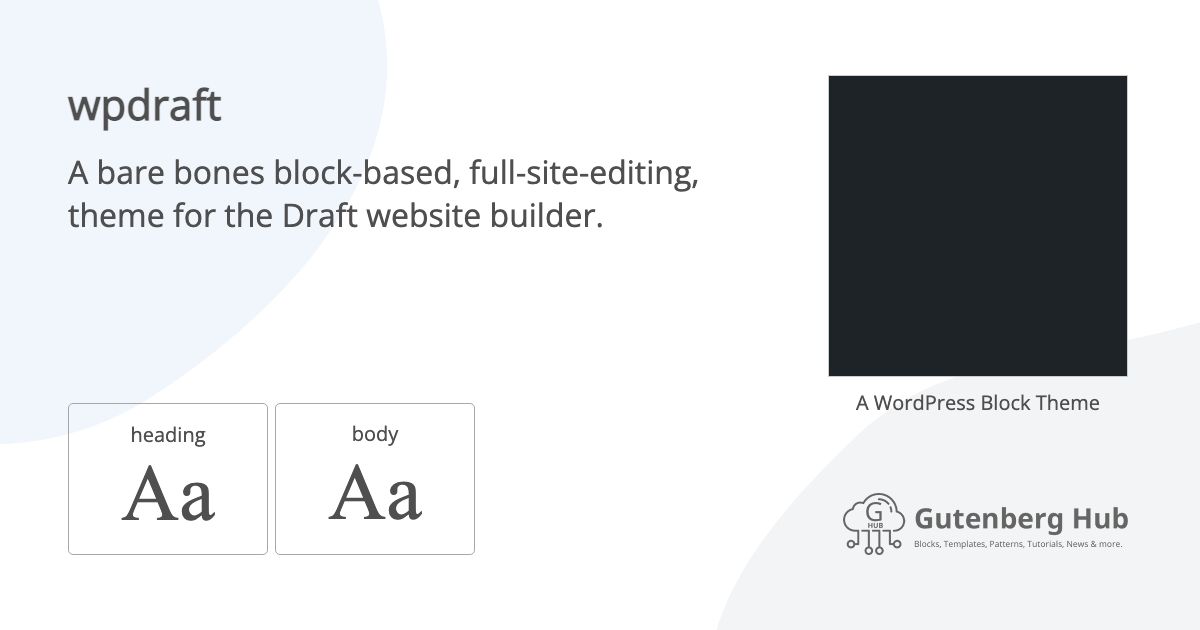 wpdraft
A bare bones block-based, full-site-editing,
theme for the Draft website builder.
heading
Aa
body
Aa
A WordPress Block Theme
G
HUB
Gutenberg Hub
Blocks, Templates, Patterns, Tutorials, News & more.